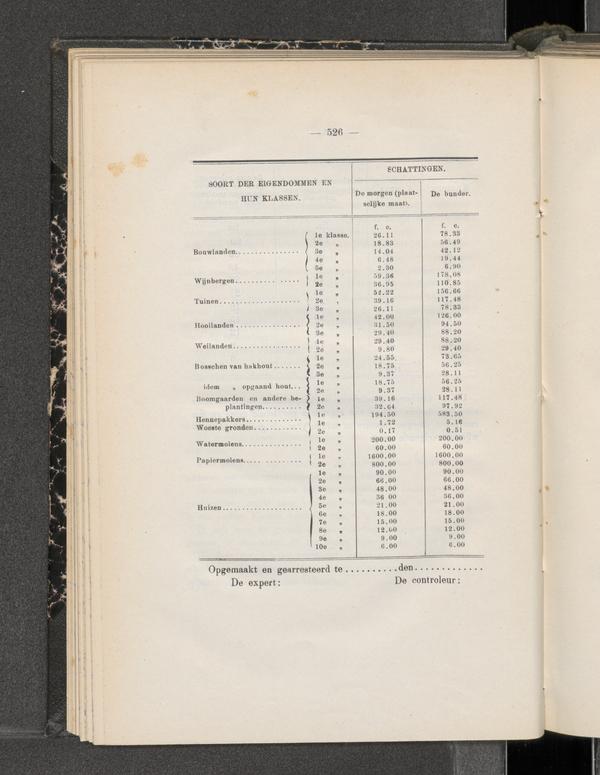 — 526 —
SOORT DER EIGENDOMMEN EN HUN KLASSEN. | SCHATTINGEN.
De morgen (plaatselijke maat). | De bunder.
f. c. | f. c.
Bouwlanden............... 1e klasse. 26.11 78.33
2e „ 18.83 56.49
3e „ 14.04 42.12
4e „ 6.48 19.44
5e „ 2.30 6.90
Wijnbergen.......... ..... 1e „ 59.36 178.08
2e „ 36.95 110.85
Tuinen................... 1e „ 52.22 156.66
2e „ 39.16 117.48
3e „ 26.11 78.33
Hooilanden ............... 1e „ 42.00 126.00
2e „ 31.50 94.50
3e „ 29.40 88.20
Weilanden................ 1e „ 29.40 88.20
2e „ 9.80 29.40
Bosschen van hakhout....... 1e „ 24.55 73.65
2e „ 18.75 56.25
3e „ 9.37 28.11
idem „ opgaand hout... 1e „ 18.75 56.25
2e „ 9.37 28.11
Boomgaarden en andere be- 1e „ 39.16 117.48
plantingen......... 2e „ 32.64 97.92
Hennepakkers............. 1e „ 194.50 583.50
Woeste gronden........... 1e „ 1.72 5.16
2e „ 0.17 0.51
Watermolens.............. 1e „ 200.00 200.00
2e „ 60.00 60.00
Papiermolens.... ......... 1e „ 1600.00 1600.00
2e „ 800.00 800.00
1e „ 90.00 90.00
2e „ 66.00 66.00
3e „ 48.00 48.00
4e „ 36 00 36.00
Huizen................... 5e „ 21.00 21.00
6e „ 18.00 18.00
7e „ 15.00 15.00
8e „ 12.00 12.00
9e „ 9.00 9.00
10e „ 6.00 6.00
Opgemaakt en gearresteerd te..........den.............
De expert: De controleur: